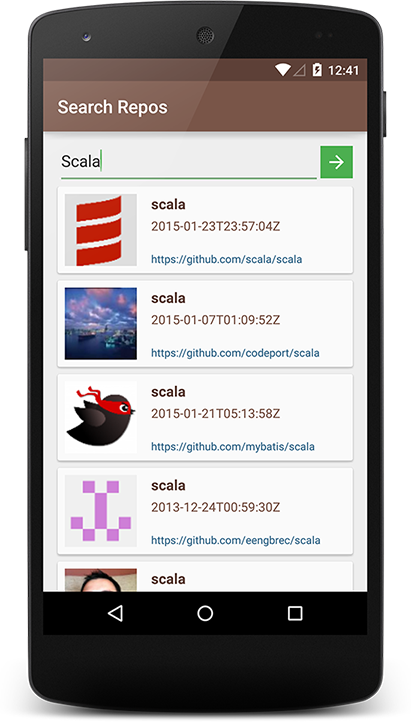 12:41
Search Repos
Scala
scala
2015-01-23T23:57:04Z
https://github.com/scala/scala
scala
2015-01-07T01:09:52Z
https://github.com/codeport/scala
scala
2015-01-21T05:13:58Z
https://github.com/mybatis/scala
scala
2013-12-24T00:59:30Z
https://github.com/eengbrec/scala
scala